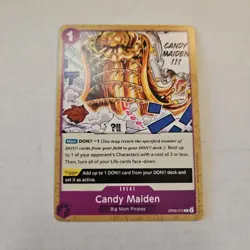 1
CANDY
MAIDEN
!!!
?!!
Main DON!! -1 (You may return the specified number of
DON!! cards from your field to your DON!! deck.): Rest up
to 1 of your opponent's Characters with a cost of 2 or less.
Then, turn all of your Life cards face-down.
Trigger Add up to 1 DON!! card from your DON!! deck and
set it as active.
EVENT
Candy Maiden
Big Mom Pirates